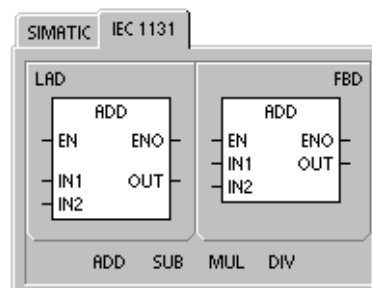 SIMATIC IEC 1131
LAD FBD
ADD ADD
EN ENO EN ENO
IN1 OUT IN1 OUT
IN2 IN2
ADD SUB MUL DIV